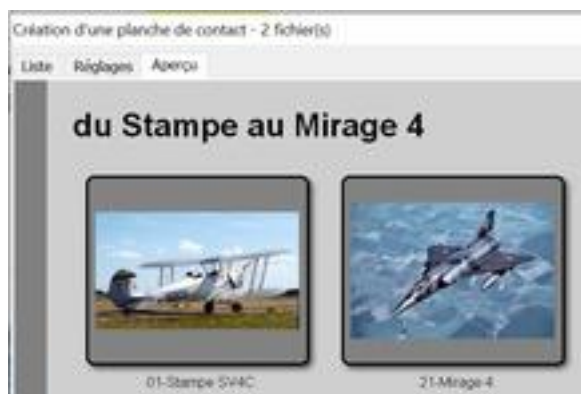 Création d'une planche de contact - 2 fichier(s)
Liste Réglages Aperçu
du Stampe au Mirage 4
01-Stampe SV4C
21-Mirage-4